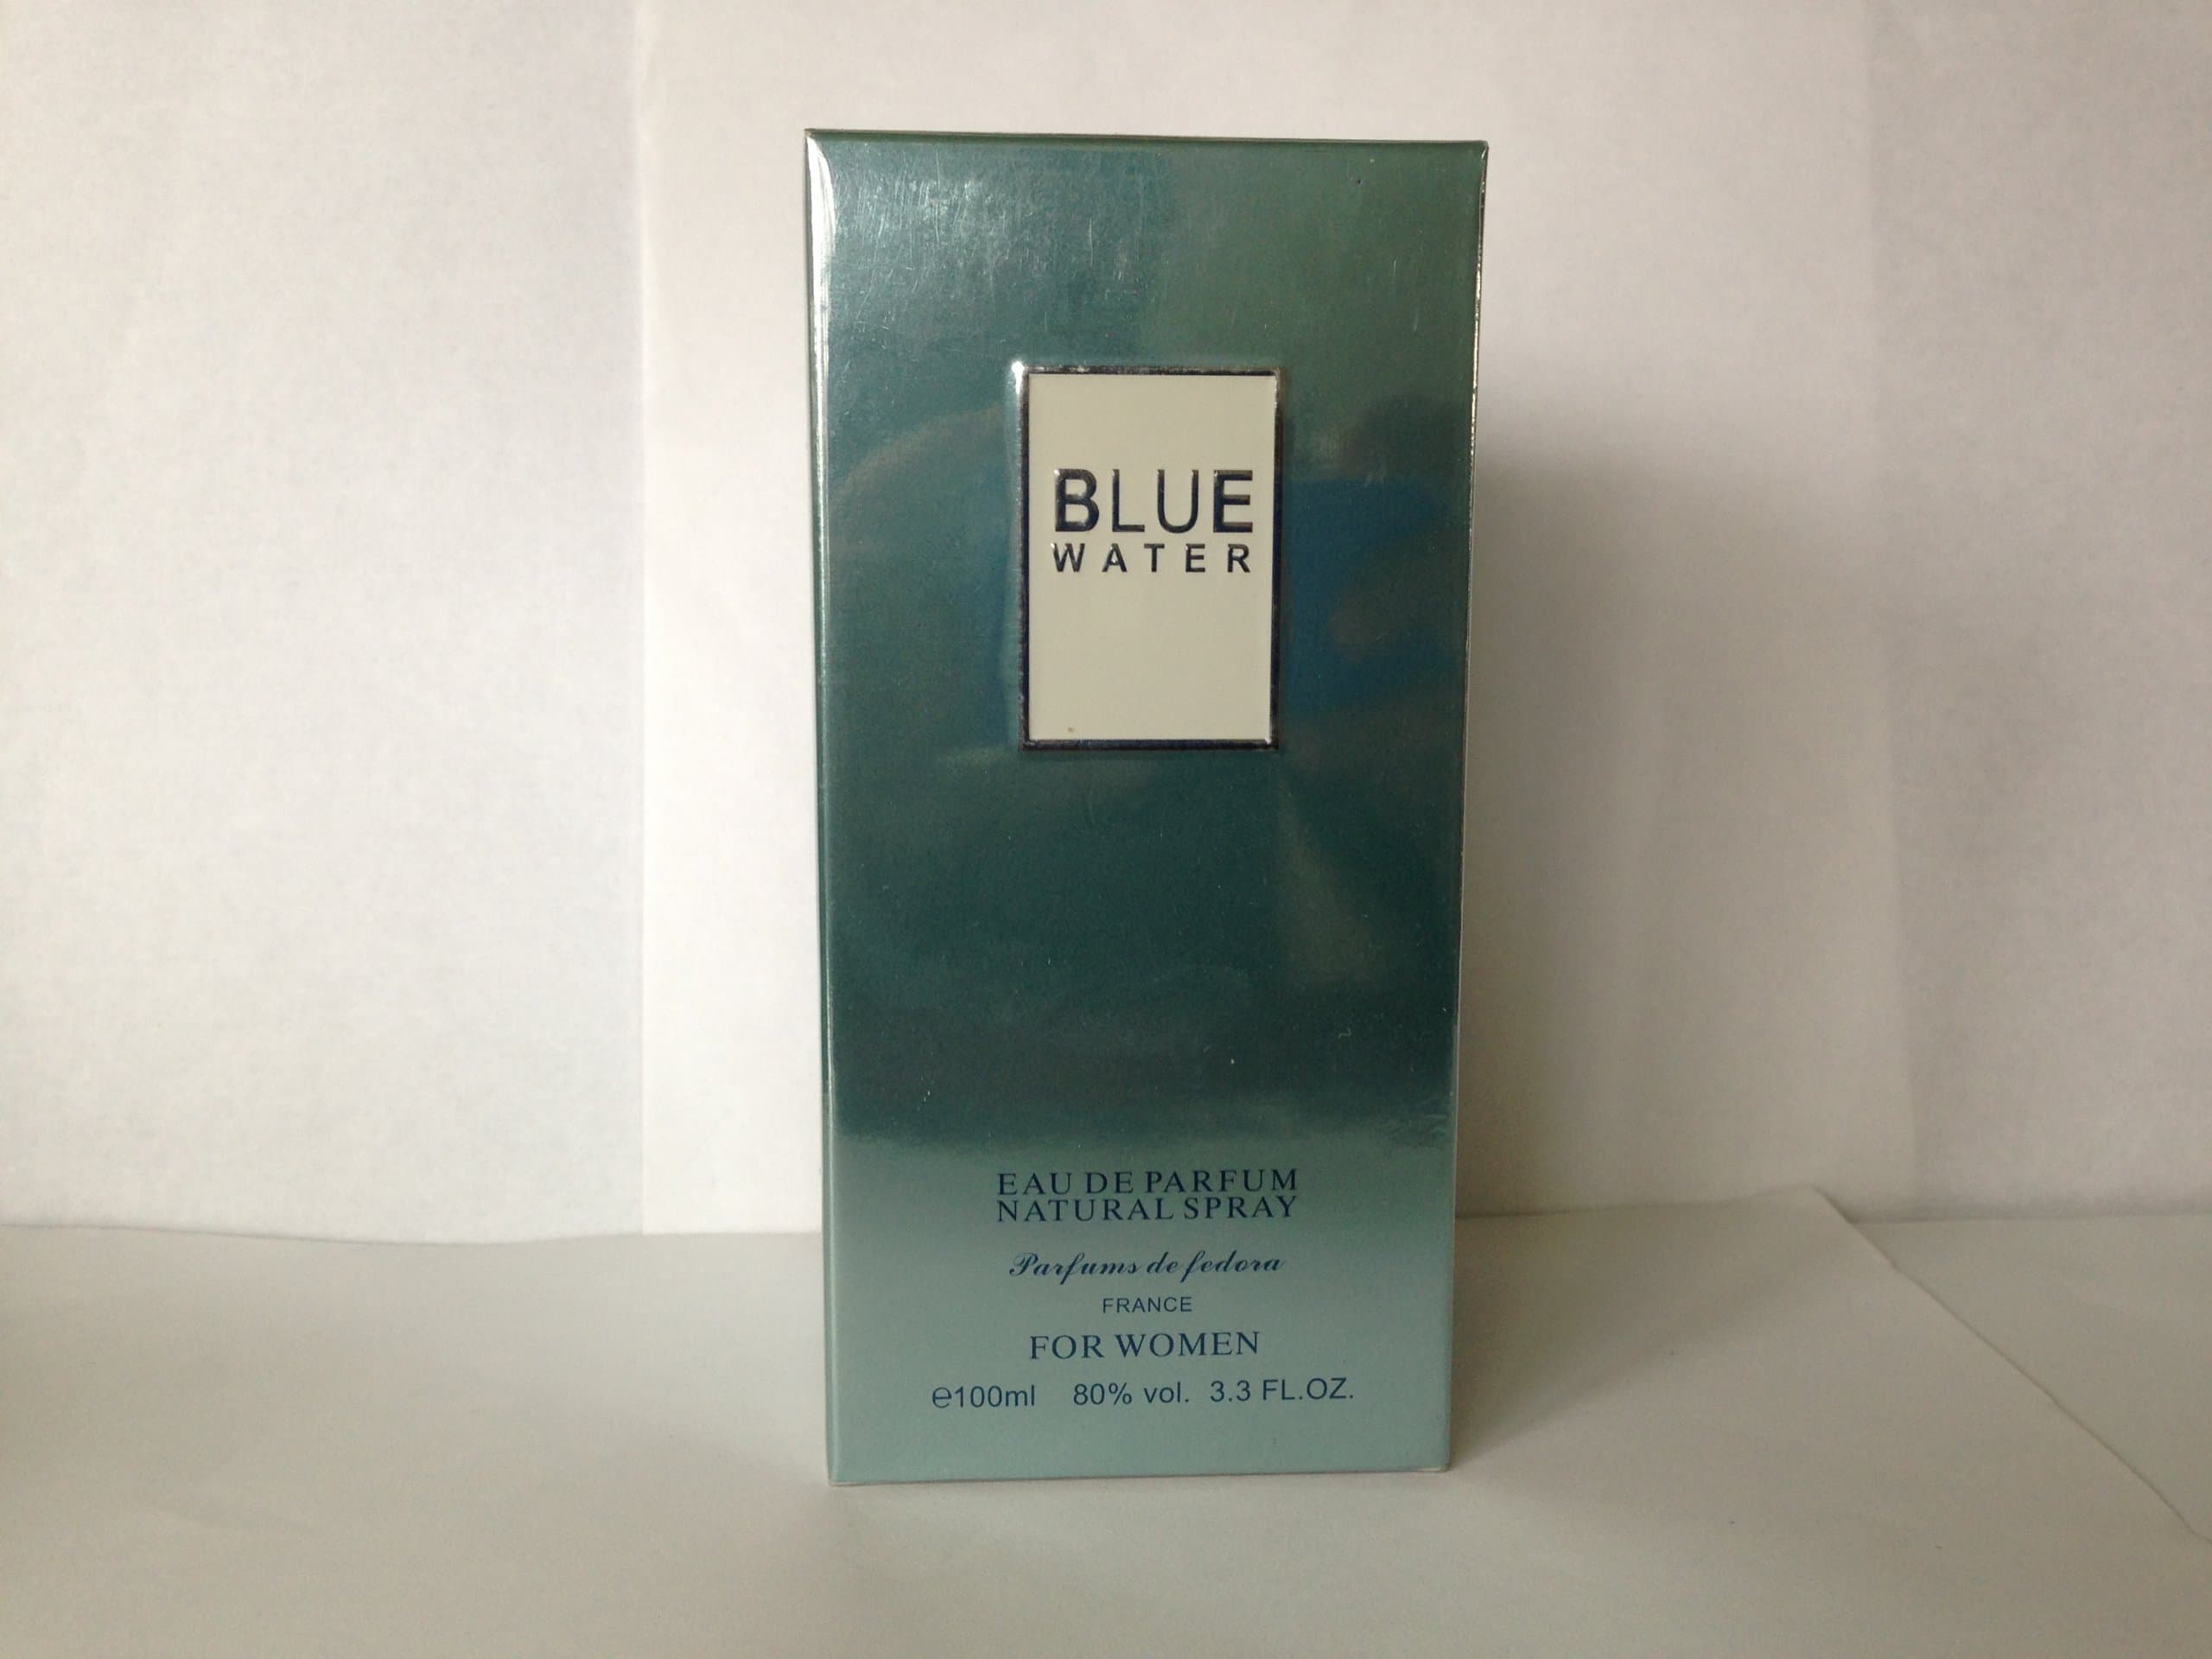 BLUE
WATER
EAU DE PARFUM
NATURAL SPRAY
Parfums de fedora
FRANCE
FOR WOMEN
℮100ml 80% vol. 3.3 FL.OZ.